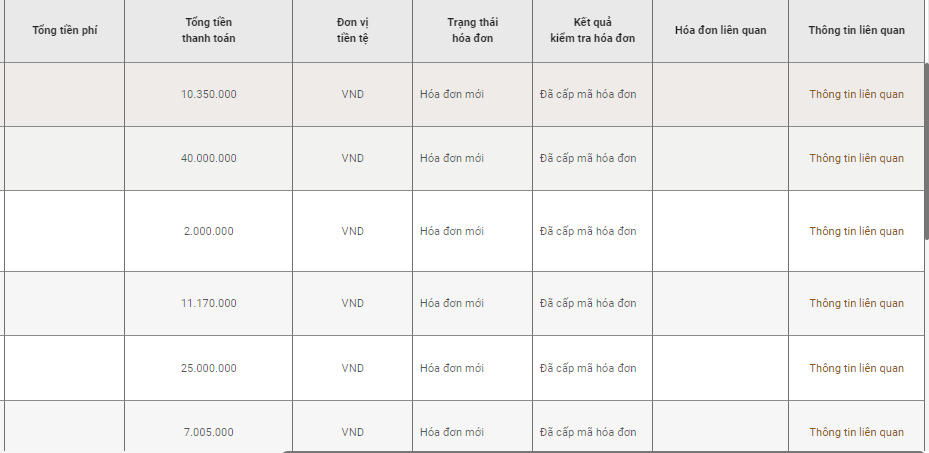 Tổng tiền phí
Tổng tiền
thanh toán
Đơn vị
tiền tệ
Trạng thái
hóa đơn
Kết quả
kiểm tra hóa đơn
Hóa đơn liên quan
Thông tin liên quan
10.350.000 VND Hóa đơn mới Đã cấp mã hóa đơn Thông tin liên quan
40.000.000 VND Hóa đơn mới Đã cấp mã hóa đơn Thông tin liên quan
2.000.000 VND Hóa đơn mới Đã cấp mã hóa đơn Thông tin liên quan
11.170.000 VND Hóa đơn mới Đã cấp mã hóa đơn Thông tin liên quan
25.000.000 VND Hóa đơn mới Đã cấp mã hóa đơn Thông tin liên quan
7.005.000 VND Hóa đơn mới Đã cấp mã hóa đơn Thông tin liên quan